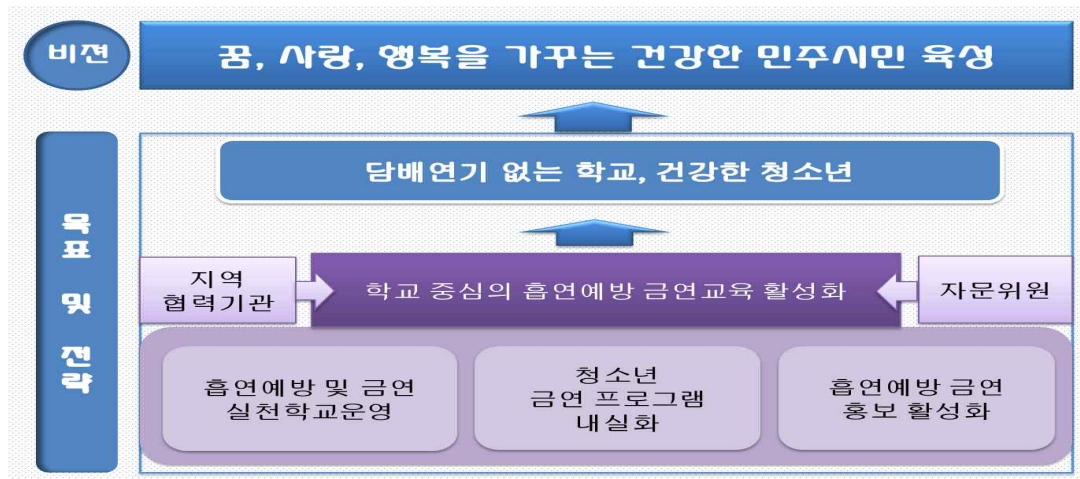 비젼
꿈, 사랑, 행복을 가꾸는 건강한 민주시민 육성
목표 및 전략
담배연기 없는 학교, 건강한 청소년
지역
협력기관
학교 중심의 흡연예방 금연교육 활성화
자문위원
흡연예방 및 금연
실천학교운영
청소년
금연 프로그램
내실화
흡연예방 금연
홍보 활성화